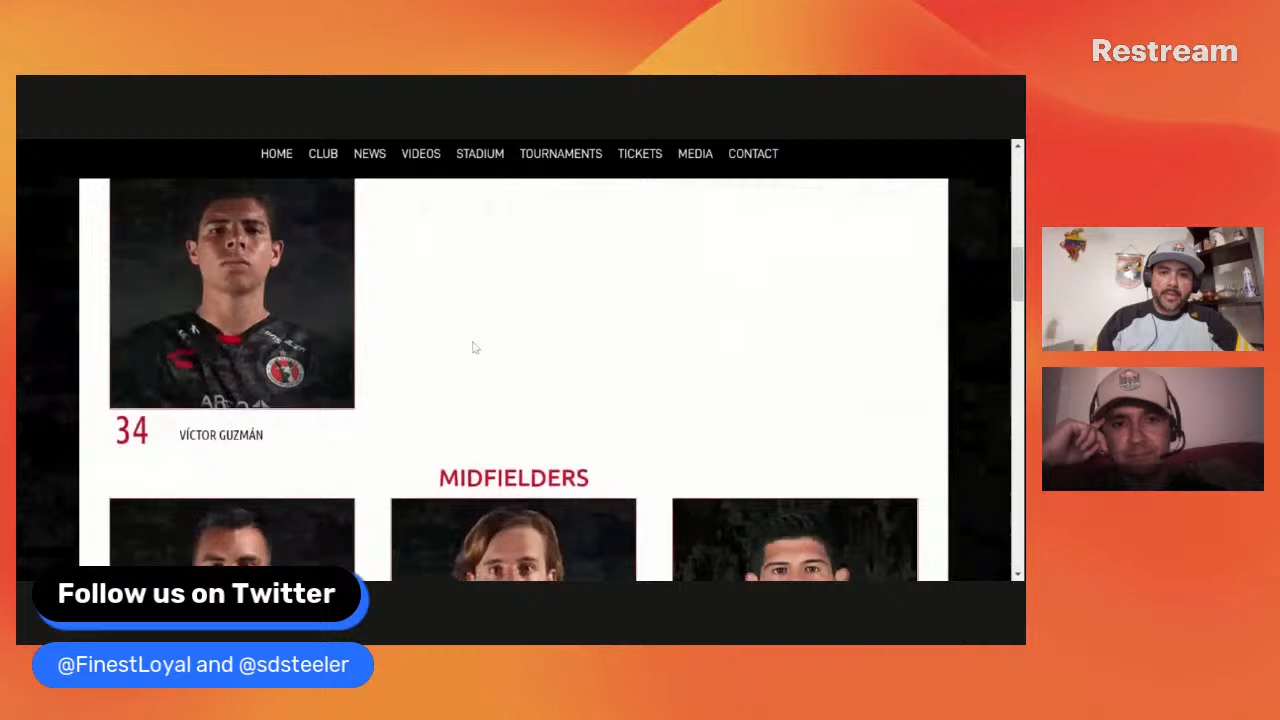 Restream
HOME CLUB NEWS VIDEOS STADIUM TOURNAMENTS TICKETS MEDIA CONTACT
34 VÍCTOR GUZMÁN
MIDFIELDERS
Follow us on Twitter
@FinestLoyal and @sdsteeler